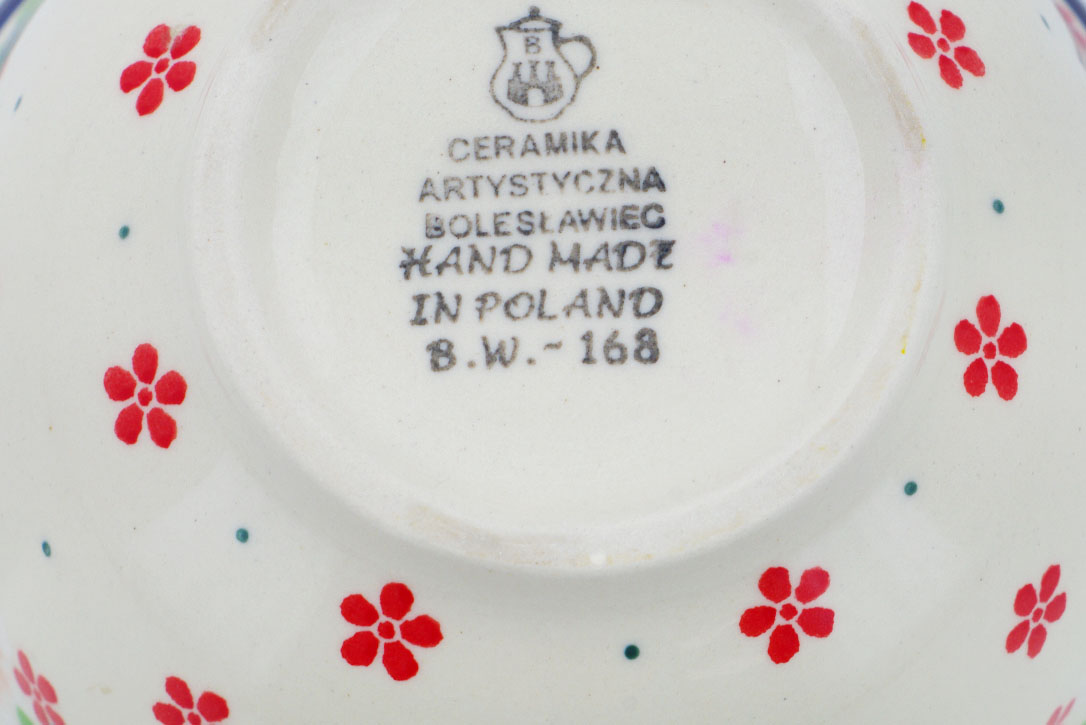 B
CERAMIKA
ARTYSTYCZNA
BOLESŁAWIEC
HAND MADE
IN POLAND
B.W.-168